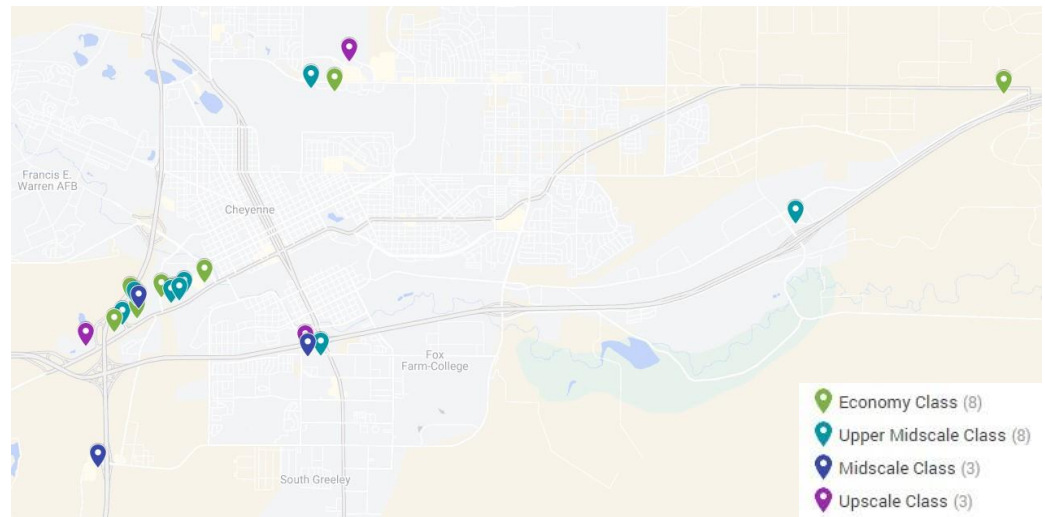 Francis E.
Warren AFB
Cheyenne
Fox
Farm-College
South Greeley
Economy Class (8)
Upper Midscale Class (8)
Midscale Class (3)
Upscale Class (3)